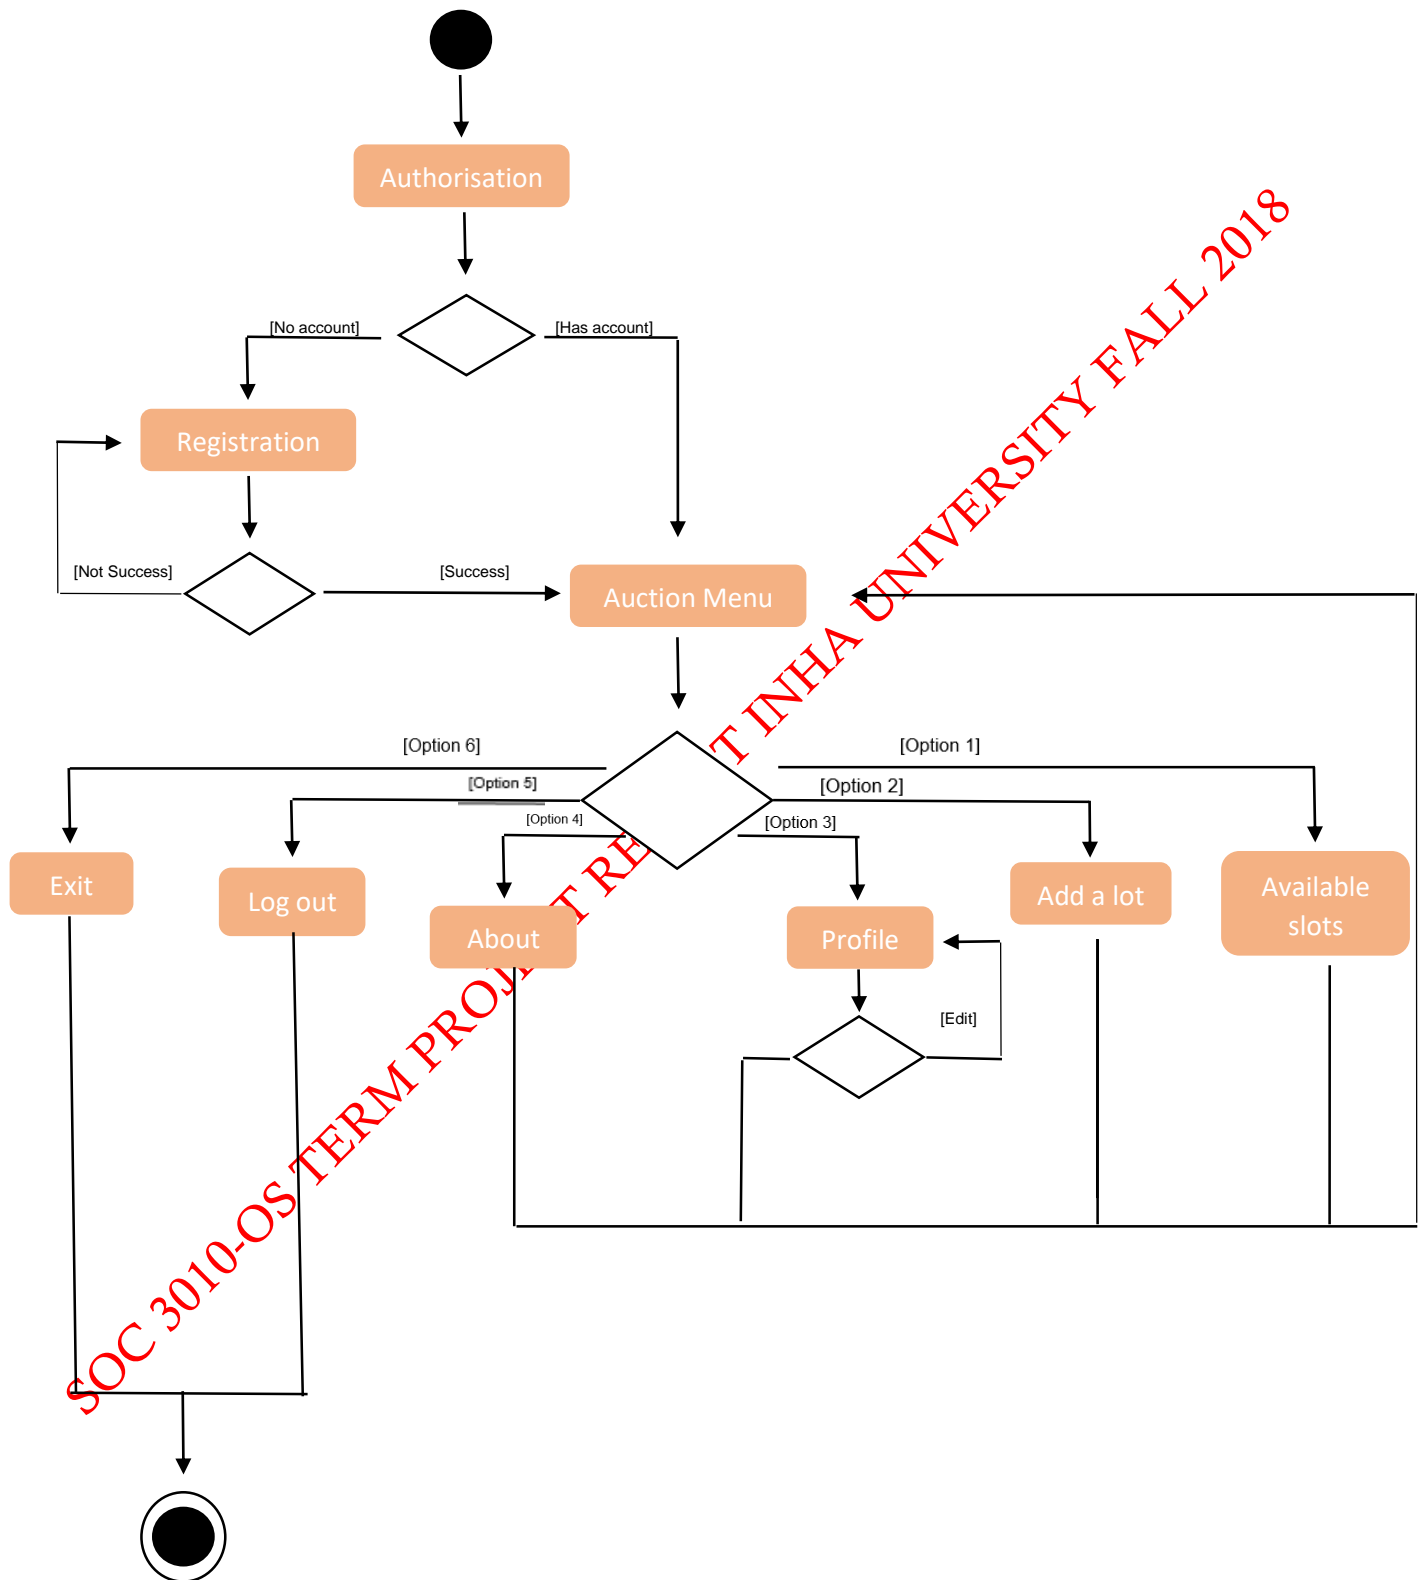 Authorisation
[No account]
[Has account]
Registration
[Not Success]
[Success]
Auction Menu
[Option 6]
[Option 1]
[Option 5]
[Option 2]
[Option 4]
[Option 3]
Exit
Log out
About
Profile
Add a lot
Available
slots
[Edit]
SOC 3010-OS TERM PROJECT RE T INHA UNIVERSITY FALL 2018